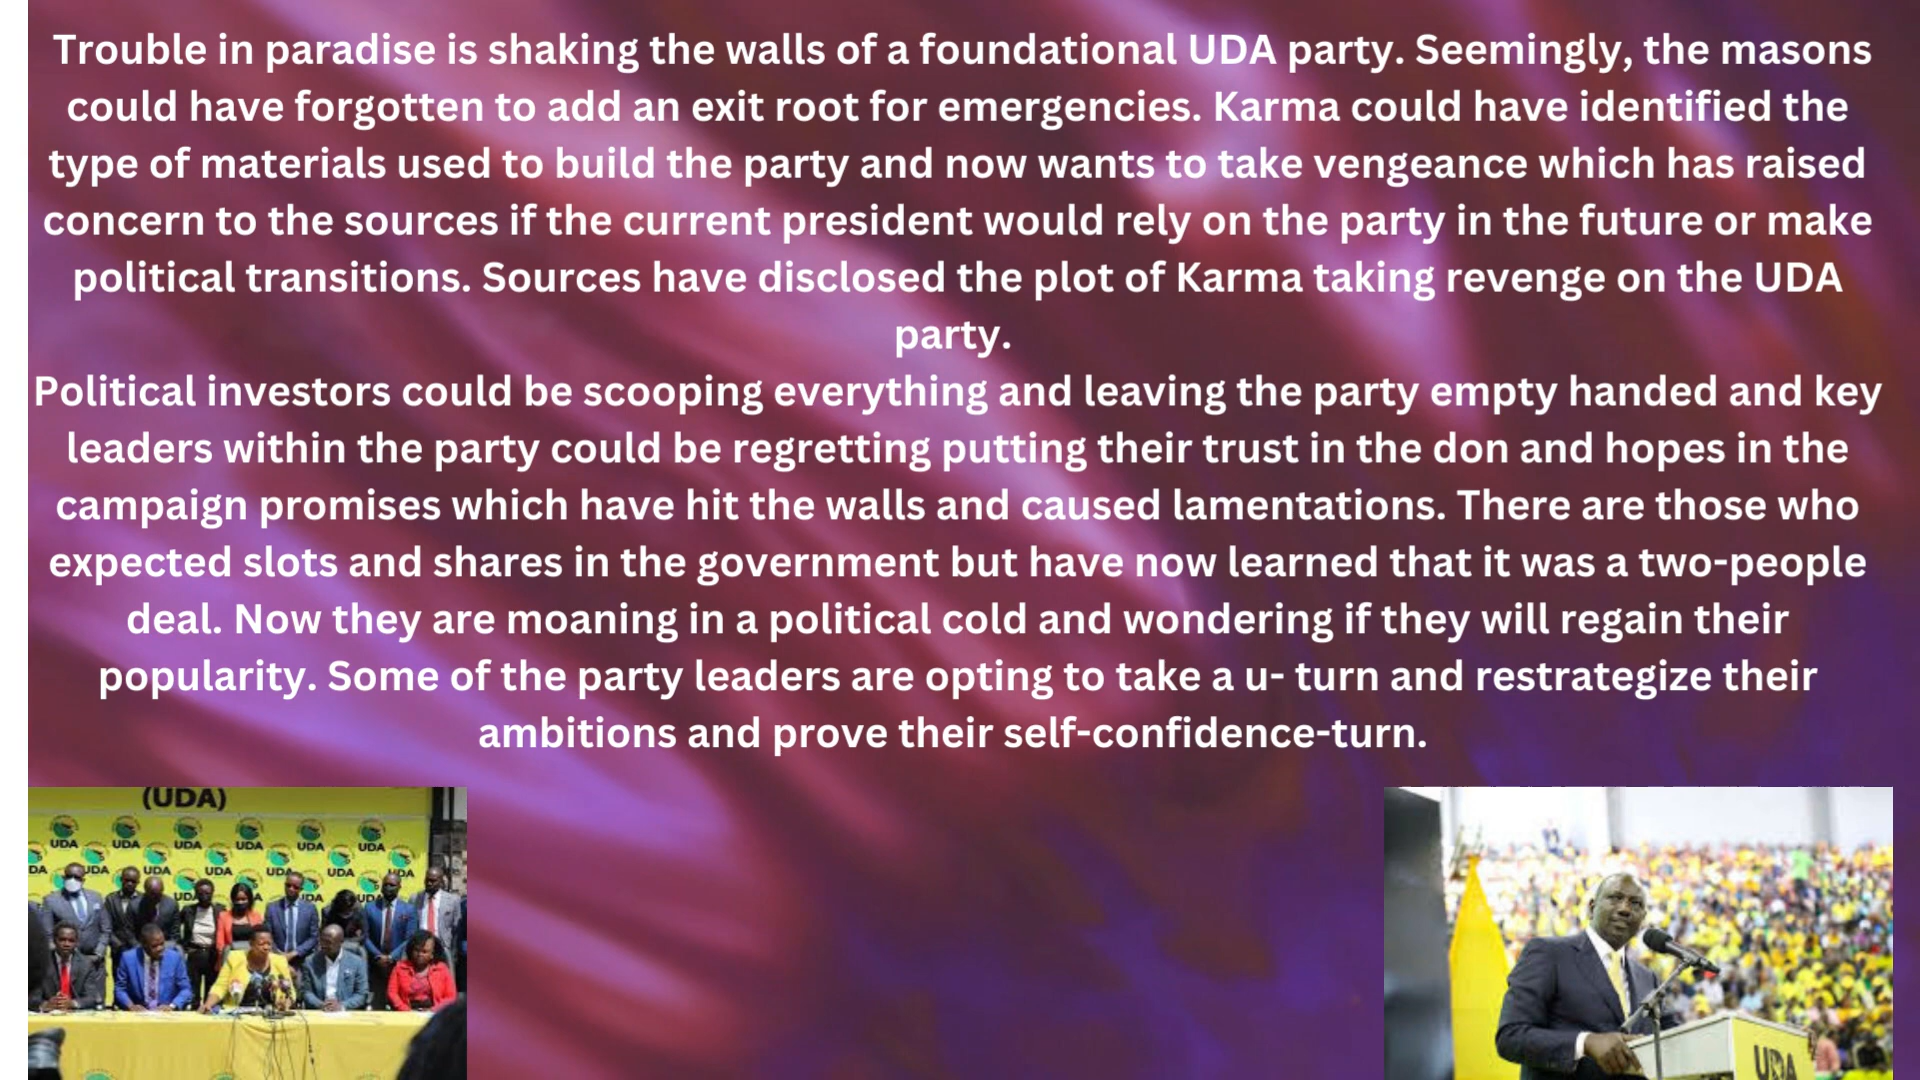 Trouble in paradise is shaking the walls of a foundational UDA party. Seemingly, the masons
could have forgotten to add an exit root for emergencies. Karma could have identified the
type of materials used to build the party and now wants to take vengeance which has raised
concern to the sources if the current president would rely on the party in the future or make
political transitions. Sources have disclosed the plot of Karma taking revenge on the UDA
party.
Political investors could be scooping everything and leaving the party empty handed and key
leaders within the party could be regretting putting their trust in the don and hopes in the
campaign promises which have hit the walls and caused lamentations. There are those who
expected slots and shares in the government but have now learned that it was a two-people
deal. Now they are moaning in a political cold and wondering if they will regain their
popularity. Some of the party leaders are opting to take a u- turn and restrategize their
ambitions and prove their self-confidence-turn.
(UDA)
UDA UDA UDA UDA UDA UDA
UDA UDA UDA UDA UDA UDA
UDA